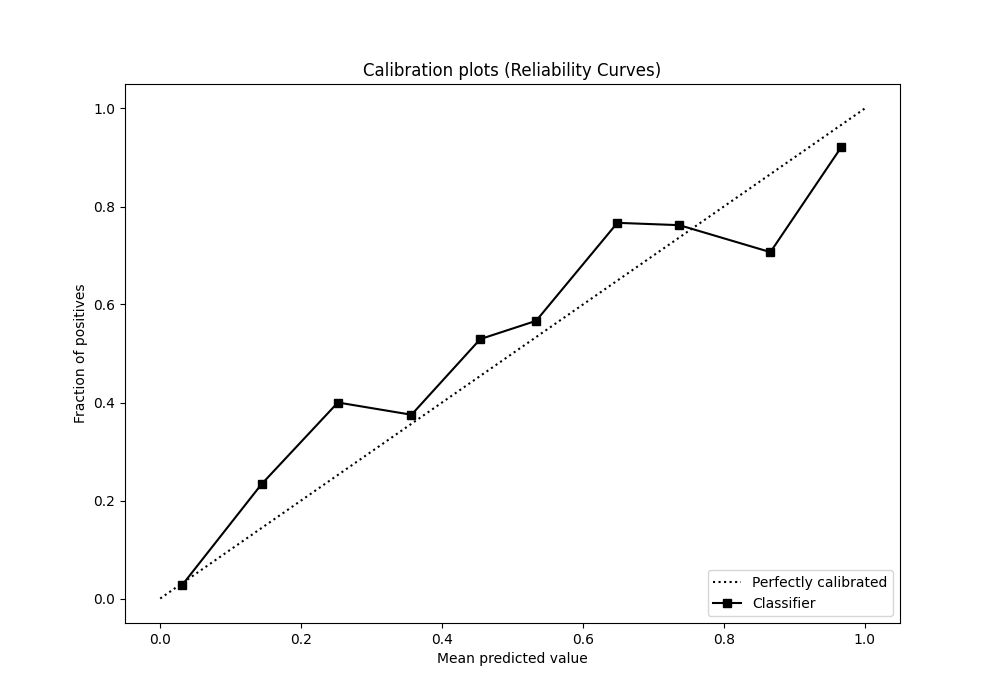 Calibration plots (Reliability Curves)
1.0
0.8
0.6
0.4
0.2
0.0
Fraction of positives
0.0 0.2 0.4 0.6 0.8 1.0
Mean predicted value
Perfectly calibrated
Classifier